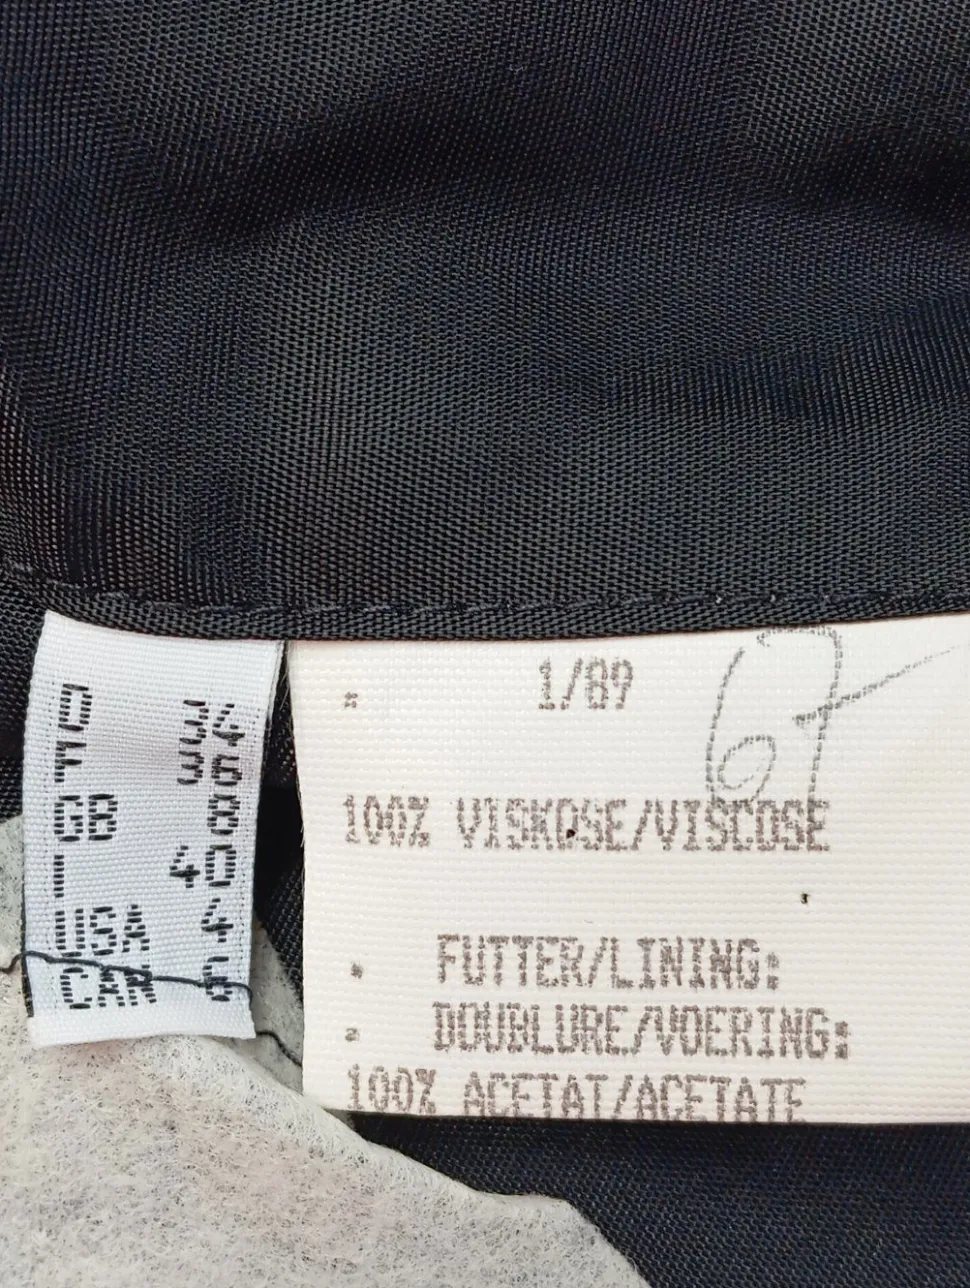 D 34
F 36
GB 8
I 40
USA 4
CAN 6
1/89
67
100% VISKOSE/VISCOSE
FUTTER/LINING:
DOUBLURE/VOERING:
100% ACETAT/ACETATE